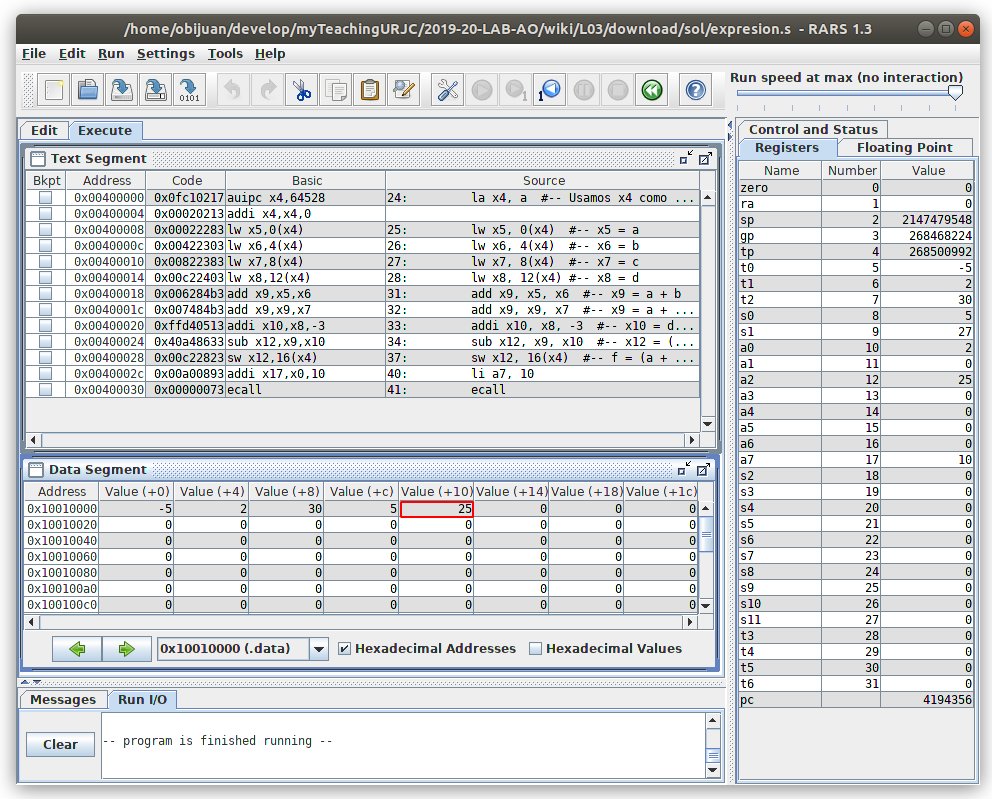 /home/obijuan/develop/myTeachingURJC/2019-20-LAB-AO/wiki/L03/download/sol/expresion.s - RARS 1.3
File Edit Run Settings Tools Help
0101
1
1
Run speed at max (no interaction)
Edit Execute
Text Segment
Bkpt Address Code Basic Source
0x00400000 0x0fc10217 auipc x4,64528 24: la x4, a #-- Usamos x4 como ...
0x00400004 0x00020213 addi x4,x4,0
0x00400008 0x00022283 lw x5,0(x4) 25: lw x5, 0(x4) #-- x5 = a
0x0040000c 0x00422303 lw x6,4(x4) 26: lw x6, 4(x4) #-- x6 = b
0x00400010 0x00822383 lw x7,8(x4) 27: lw x7, 8(x4) #-- x7 = c
0x00400014 0x00c22403 lw x8,12(x4) 28: lw x8, 12(x4) #-- x8 = d
0x00400018 0x006284b3 add x9,x5,x6 31: add x9, x5, x6 #-- x9 = a + b
0x0040001c 0x007484b3 add x9,x9,x7 32: add x9, x9, x7 #-- x9 = a + ...
0x00400020 0xffd40513 addi x10,x8,-3 33: addi x10, x8, -3 #-- x10 = d...
0x00400024 0x40a48633 sub x12,x9,x10 34: sub x12, x9, x10 #-- x12 = (...
0x00400028 0x00c22823 sw x12,16(x4) 37: sw x12, 16(x4) #-- f = (a + ...
0x0040002c 0x00a00893 addi x17,x0,10 40: li a7, 10
0x00400030 0x00000073 ecall 41: ecall
Data Segment
Address Value (+0) Value (+4) Value (+8) Value (+c) Value (+10) Value (+14) Value (+18) Value (+1c)
0x10010000 -5 2 30 5 25 0 0 0
0x10010020 0 0 0 0 0 0 0 0
0x10010040 0 0 0 0 0 0 0 0
0x10010060 0 0 0 0 0 0 0 0
0x10010080 0 0 0 0 0 0 0 0
0x100100a0 0 0 0 0 0 0 0 0
0x100100c0 0 0 0 0 0 0 0 0
0x10010000 (.data) Hexadecimal Addresses Hexadecimal Values
Messages Run I/O
Clear
-- program is finished running --
Control and Status
Registers Floating Point
Name Number Value
zero 0 0
ra 1 0
sp 2 2147479548
gp 3 268468224
tp 4 268500992
t0 5 -5
t1 6 2
t2 7 30
s0 8 5
s1 9 27
a0 10 2
a1 11 0
a2 12 25
a3 13 0
a4 14 0
a5 15 0
a6 16 0
a7 17 10
s2 18 0
s3 19 0
s4 20 0
s5 21 0
s6 22 0
s7 23 0
s8 24 0
s9 25 0
s10 26 0
s11 27 0
t3 28 0
t4 29 0
t5 30 0
t6 31 0
pc 4194356